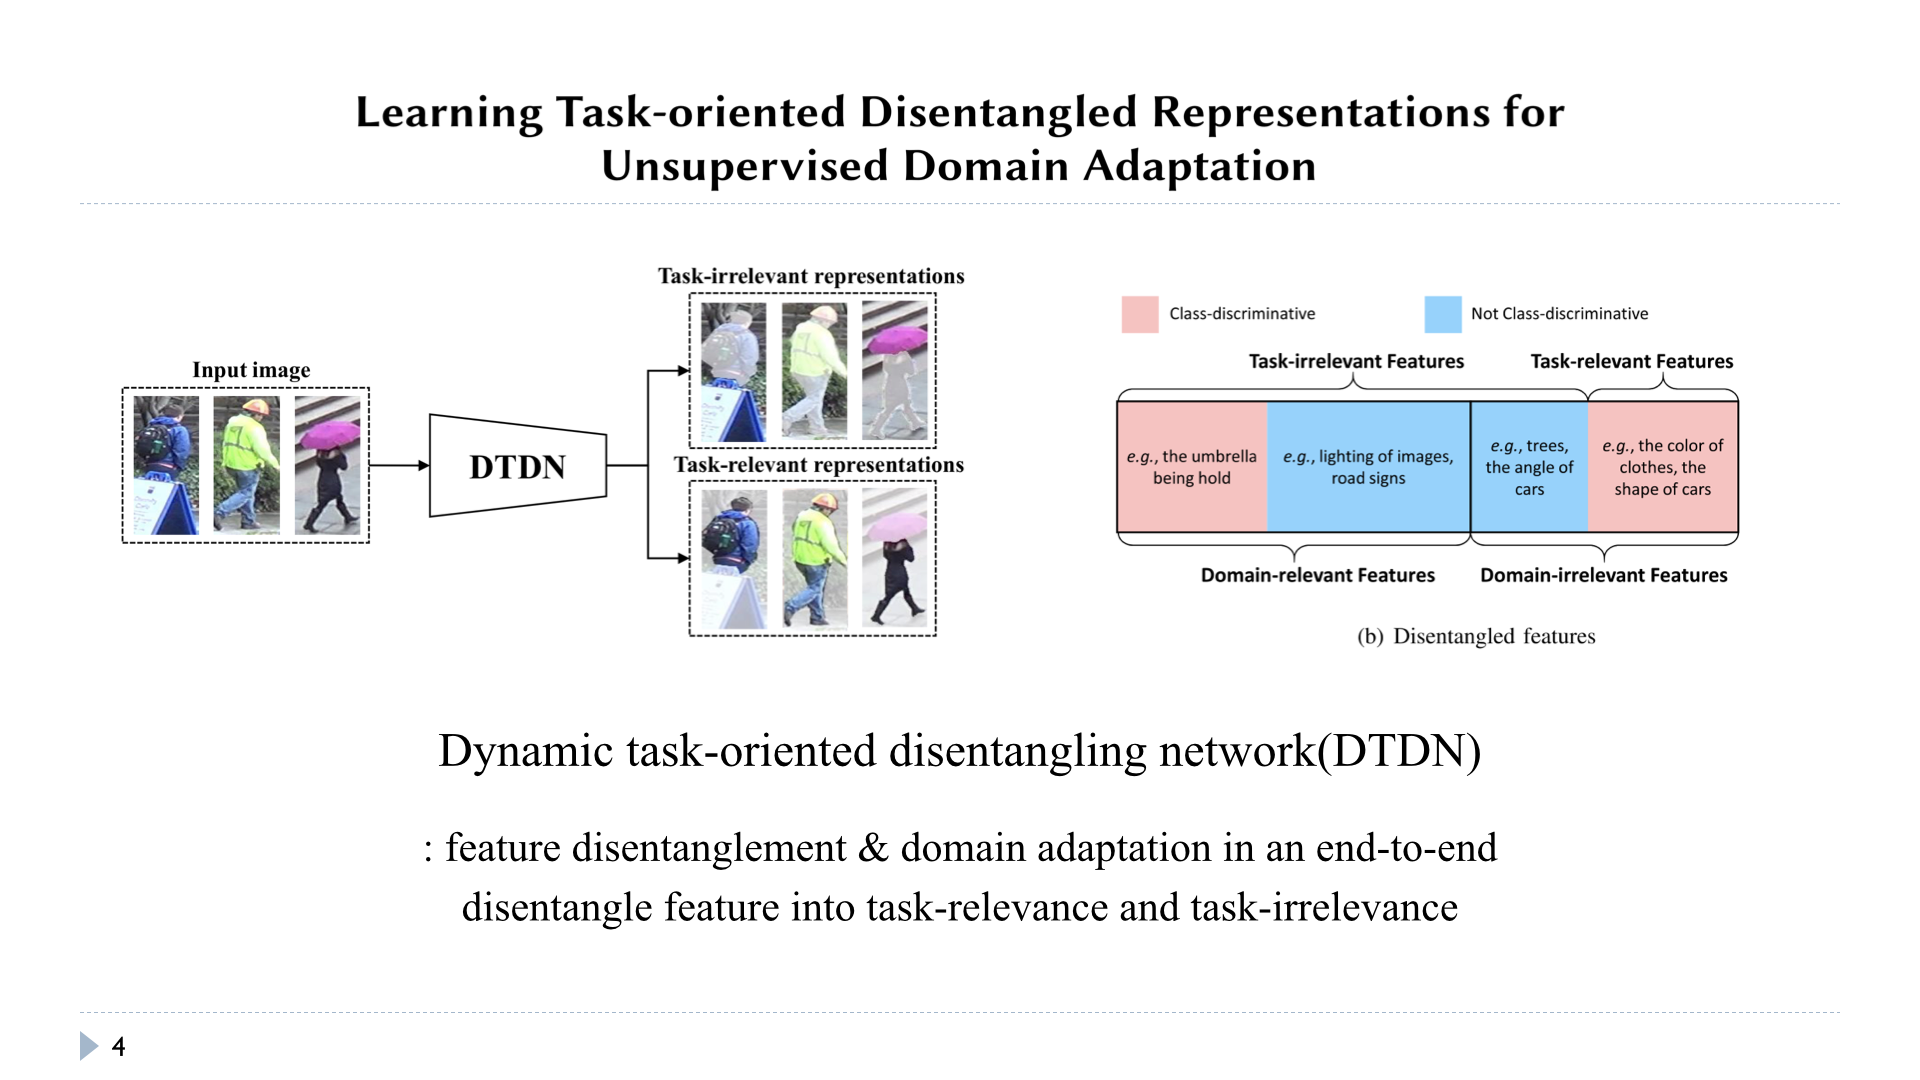 Learning Task-oriented Disentangled Representations for
Unsupervised Domain Adaptation
Input image
DTDN
Task-irrelevant representations
Task-relevant representations
Class-discriminative
Not Class-discriminative
Task-irrelevant Features
Task-relevant Features
e.g., the umbrella
being hold
e.g., lighting of images,
road signs
e.g., trees,
the angle of
cars
e.g., the color of
clothes, the
shape of cars
Domain-relevant Features
Domain-irrelevant Features
(b) Disentangled features
Dynamic task-oriented disentangling network(DTDN)
: feature disentanglement & domain adaptation in an end-to-end
disentangle feature into task-relevance and task-irrelevance
4